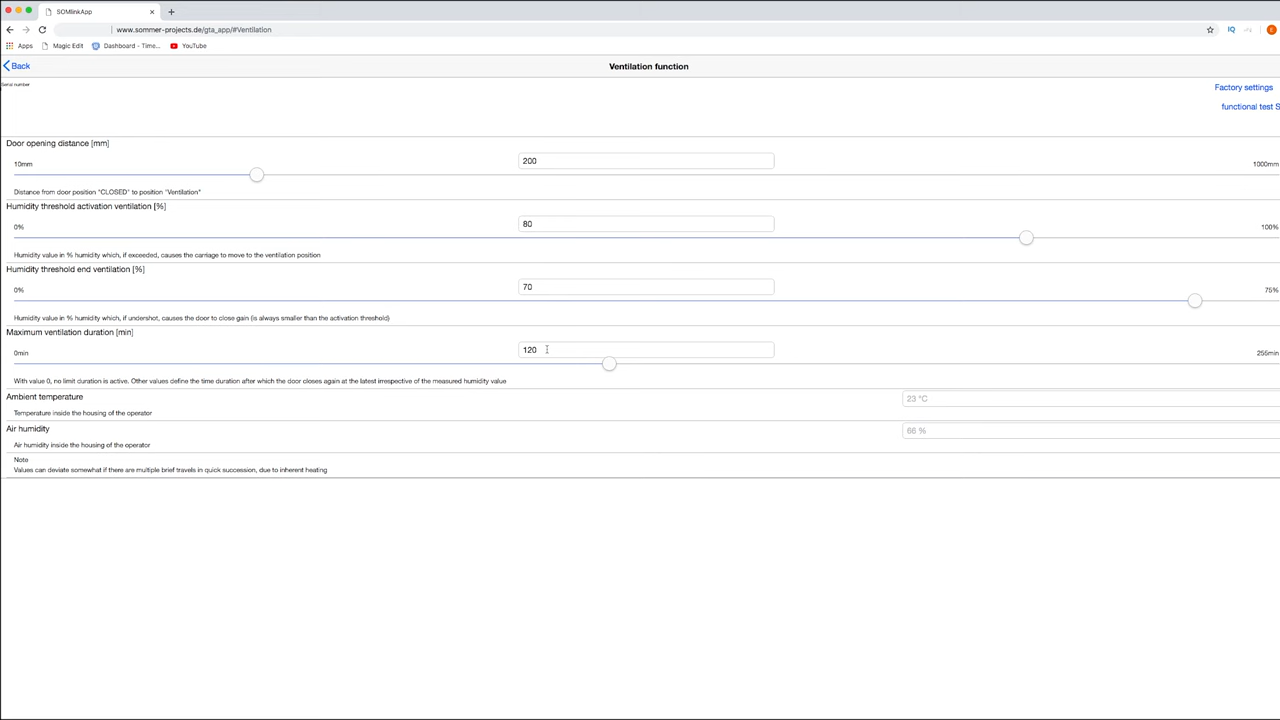 SOMlinkApp
www.sommer-projects.de/gta_app/#Ventilation
Apps Magic Edit Dashboard - Time... YouTube
Back
Ventilation function
Serial number
Factory settings
functional test S
Door opening distance [mm]
10mm 200 1000mm
Distance from door position "CLOSED" to position "Ventilation"
Humidity threshold activation ventilation [%]
0% 80 100%
Humidity value in % humidity which, if exceeded, causes the carriage to move to the ventilation position
Humidity threshold end ventilation [%]
0% 70 75%
Humidity value in % humidity which, if undershot, causes the door to close gain (is always smaller than the activation threshold)
Maximum ventilation duration [min]
0min 120 255min
With value 0, no limit duration is active. Other values define the time duration after which the door closes again at the latest irrespective of the measured humidity value
Ambient temperature 23 °C
Temperature inside the housing of the operator
Air humidity 66 %
Air humidity inside the housing of the operator
Note
Values can deviate somewhat if there are multiple brief travels in quick succession, due to inherent heating